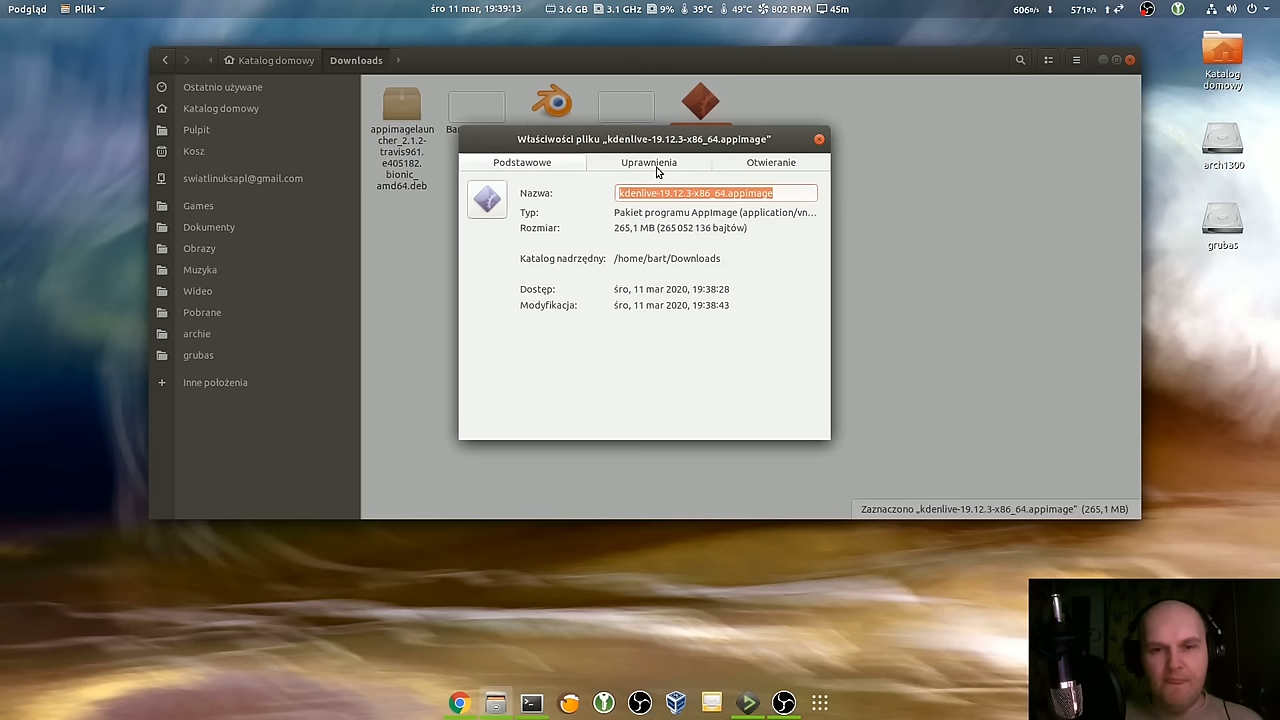 Podgląd Pliki śro 11 mar, 19:39:13 3.6 GB 3.1 GHz 9% 39°C 49°C 802 RPM 45m 606B/s 571B/s
Katalog domowy Downloads
Ostatnio używane
Katalog domowy
Pulpit
Kosz
swiatlinuksapl@gmail.com
Games
Dokumenty
Obrazy
Muzyka
Wideo
Pobrane
archie
grubas
Inne położenia
appimagelaun
cher_2.1.2-
travis961.
e405182.
bionic_
amd64.deb
Właściwości pliku „kdenlive-19.12.3-x86_64.appimage”
Podstawowe Uprawnienia Otwieranie
Nazwa: kdenlive-19.12.3-x86_64.appimage
Typ: Pakiet programu AppImage (application/vn...
Rozmiar: 265,1 MB (265 052 136 bajtów)
Katalog nadrzędny: /home/bart/Downloads
Dostęp: śro, 11 mar 2020, 19:38:28
Modyfikacja: śro, 11 mar 2020, 19:38:43
Zaznaczono „kdenlive-19.12.3-x86_64.appimage” (265,1 MB)
Katalog
domowy
arch1300
grubas